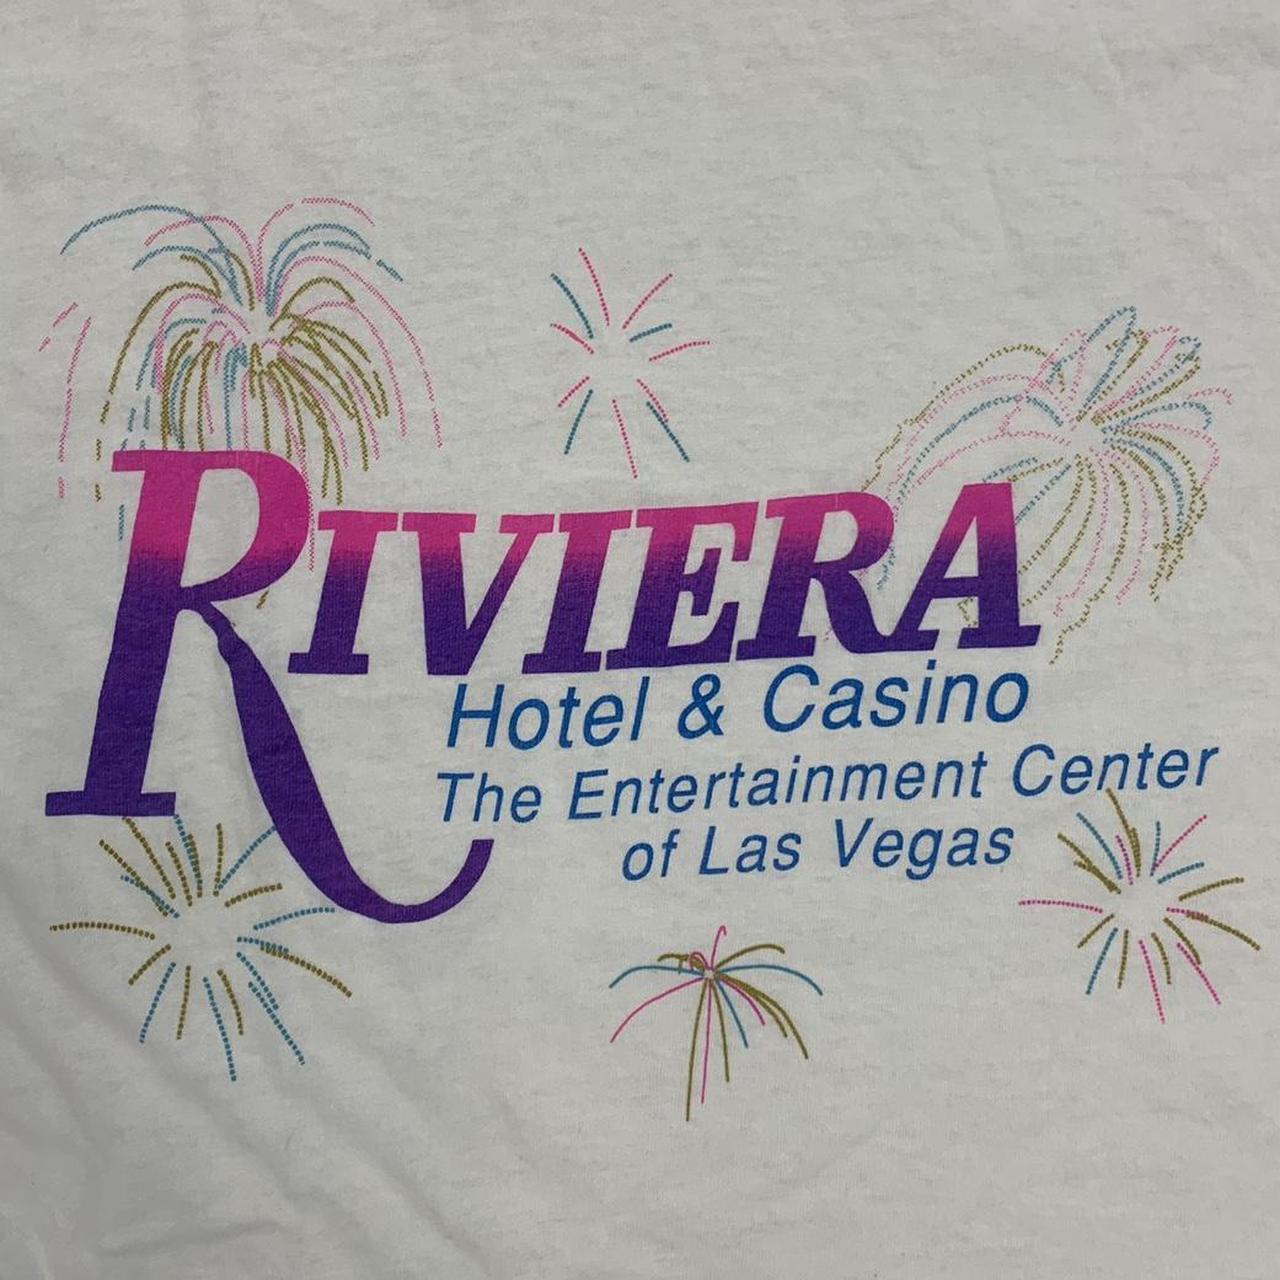 RIVIERA
Hotel & Casino
The Entertainment Center
of Las Vegas